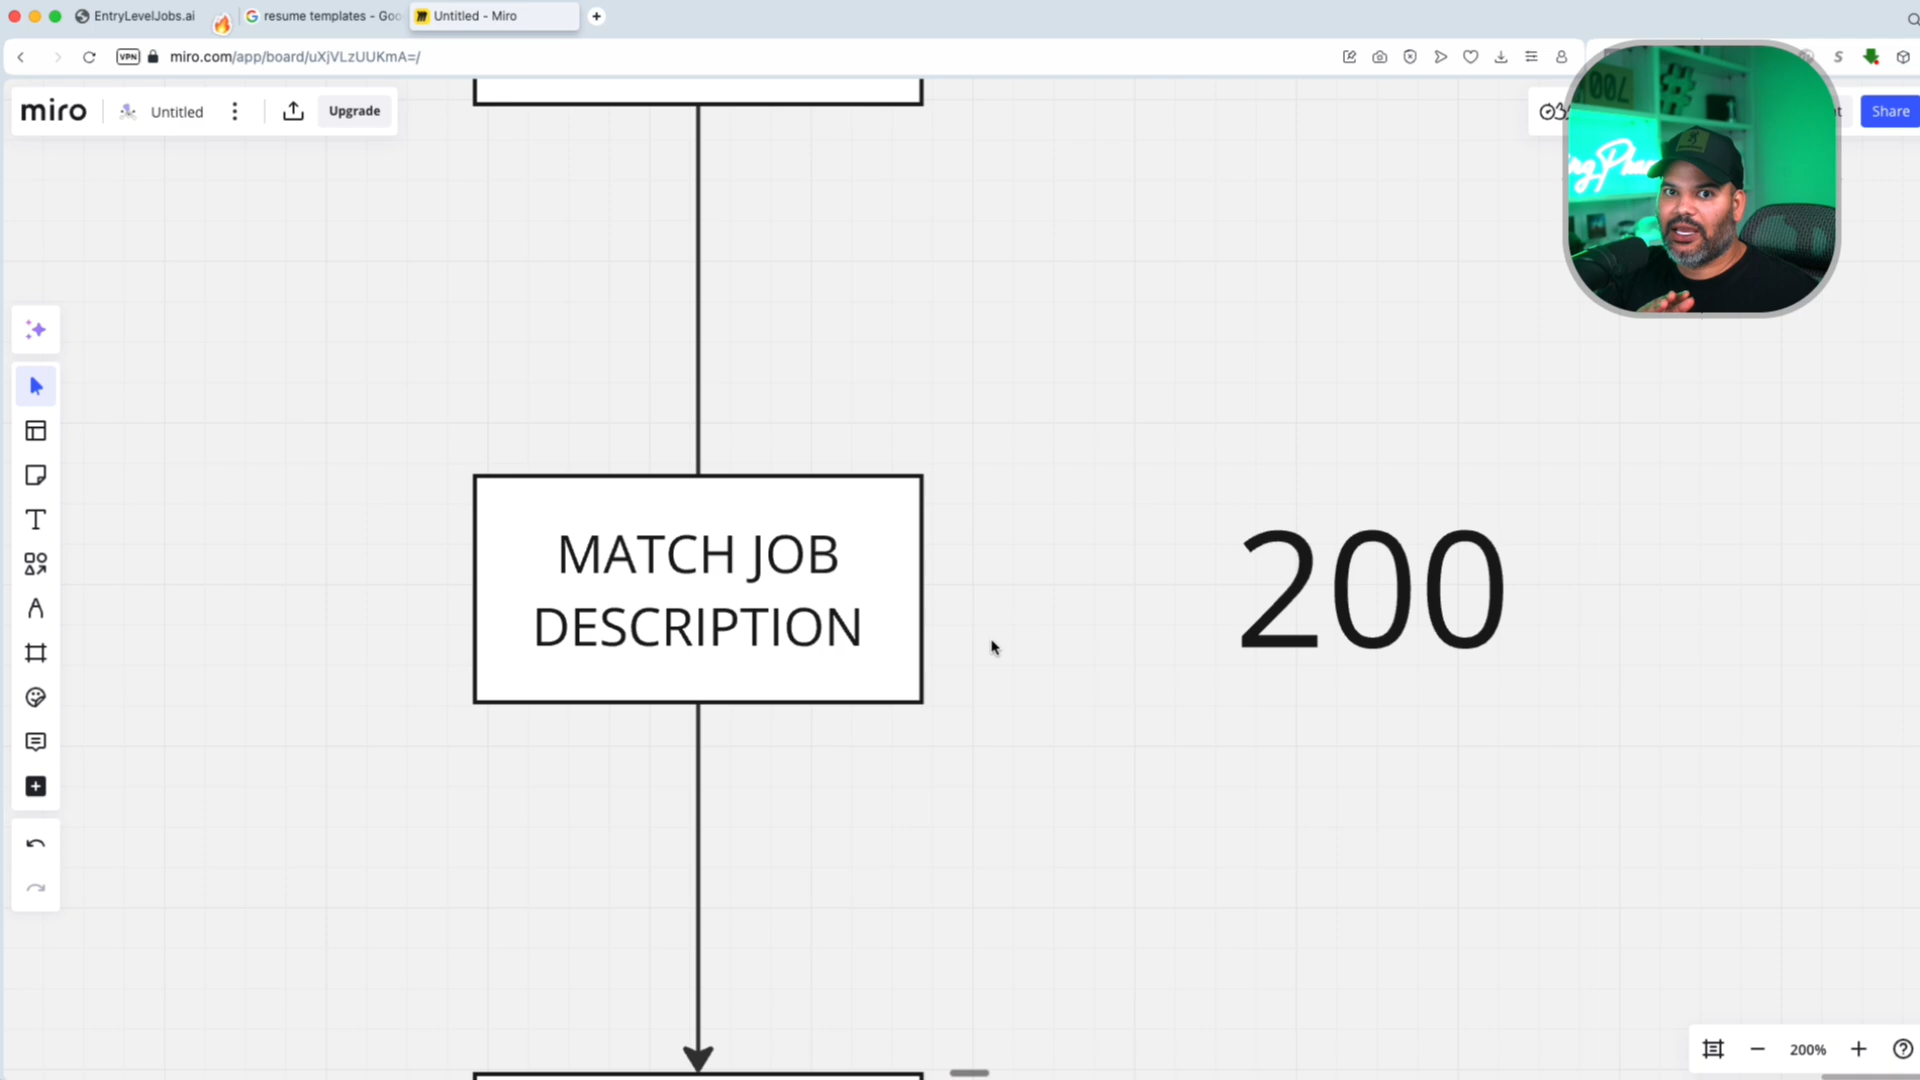 EntryLevelJobs.ai
resume templates - Goo
Untitled - Miro
VPN
miro.com/app/board/uXjVLzUUKmA=/
miro
Untitled
Upgrade
Share
MATCH JOB
DESCRIPTION
200
200%